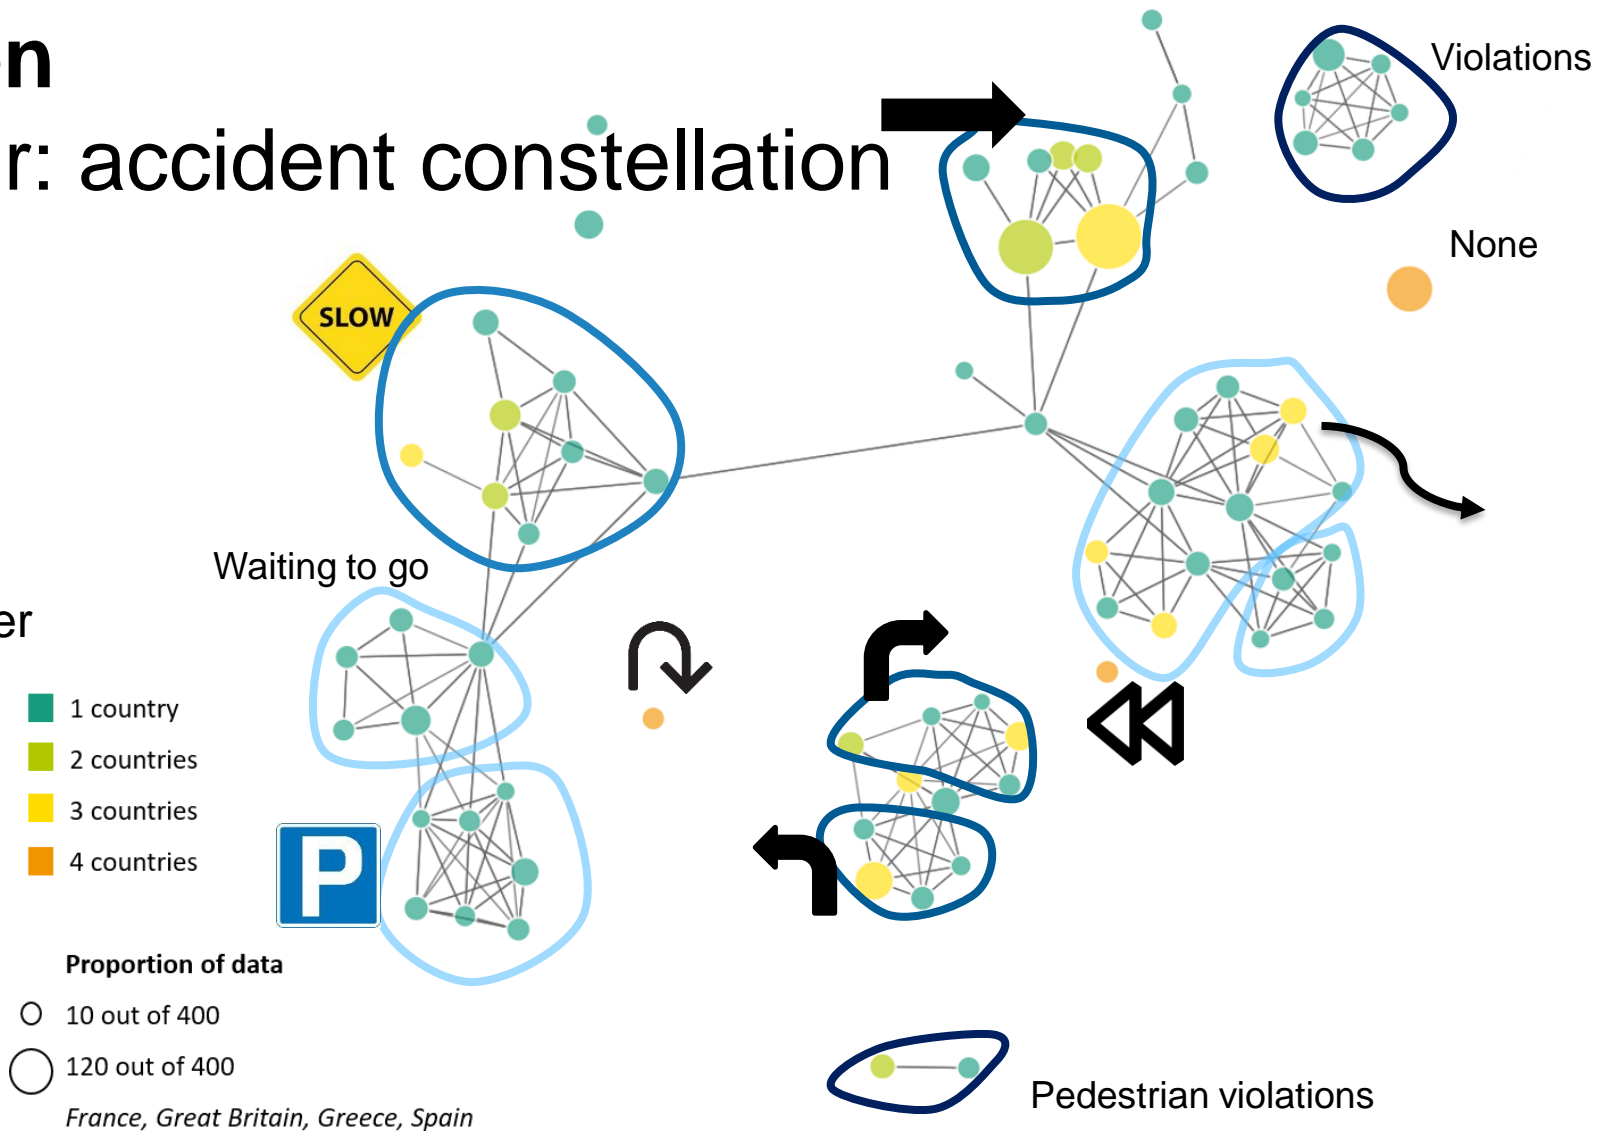 n
r: accident constellation
Violations
None
SLOW
Waiting to go
er
1 country
2 countries
3 countries
4 countries
P
Proportion of data
10 out of 400
120 out of 400
France, Great Britain, Greece, Spain
Pedestrian violations